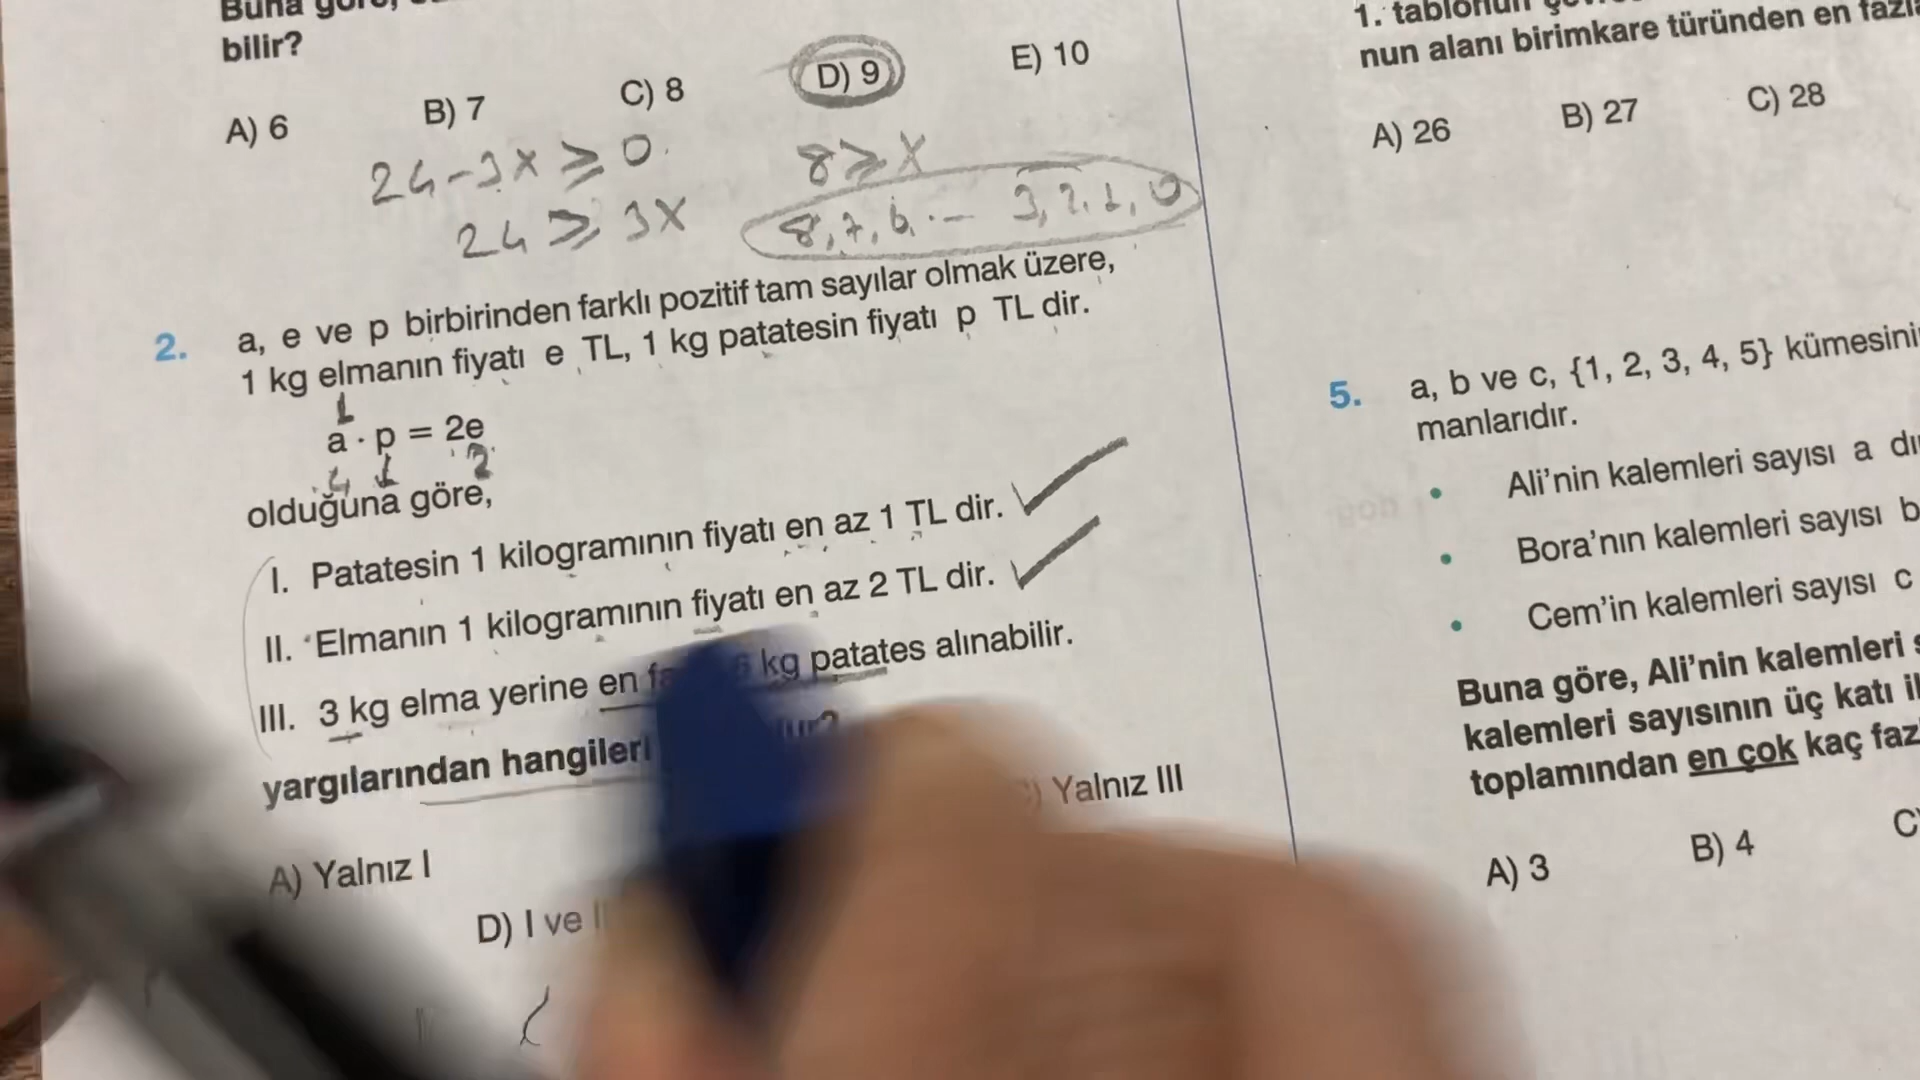 bilir?
A) 6
B) 7
C) 8
D) 9
E) 10
24-3x ≥ 0
8 ≥ x
24 ≥ 3x
8, 7, 6, .. 3, 2, 1, 0
2. a, e ve p birbirinden farklı pozitif tam sayılar olmak üzere,
1 kg elmanın fiyatı e TL, 1 kg patatesin fiyatı p TL dir.
1
a · p = 2e
4 1 2
olduğuna göre,
I. Patatesin 1 kilogramının fiyatı en az 1 TL dir.
II. Elmanın 1 kilogramının fiyatı en az 2 TL dir.
III. 3 kg elma yerine en kg patates alınabilir.
yargılarından hangileri
A) Yalnız I
Yalnız III
D) I ve
1. tablonun
nun alanı birimkare türünden en
A) 26
B) 27
C) 28
5. a, b ve c, {1, 2, 3, 4, 5}
manlarıdır.
• Ali'nin kalemleri sayısı a
• Bora'nın kalemleri sayısı b
• Cem'in kalemleri sayısı c
Buna göre, Ali'nin kalemleri
kalemleri sayısının üç katı
toplamından en çok kaç
A) 3
B) 4